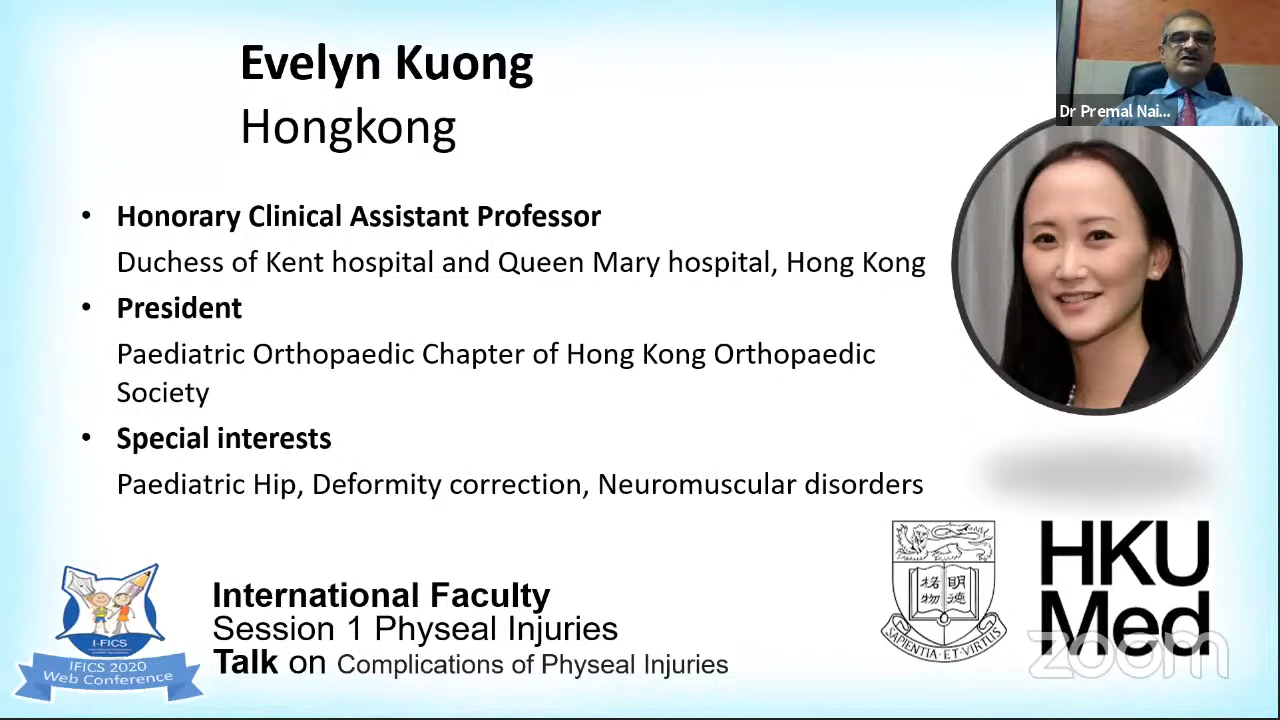 Evelyn Kuong
Hongkong
Dr Premal Nai...
• Honorary Clinical Assistant Professor
Duchess of Kent hospital and Queen Mary hospital, Hong Kong
• President
Paediatric Orthopaedic Chapter of Hong Kong Orthopaedic
Society
• Special interests
Paediatric Hip, Deformity correction, Neuromuscular disorders
I-FICS
IFICS 2020
Web Conference
International Faculty
Session 1 Physeal Injuries
Talk on Complications of Physeal Injuries
明德
格物
SAPIENTIA·ET·VIRTUS
HKU
Med
zoom